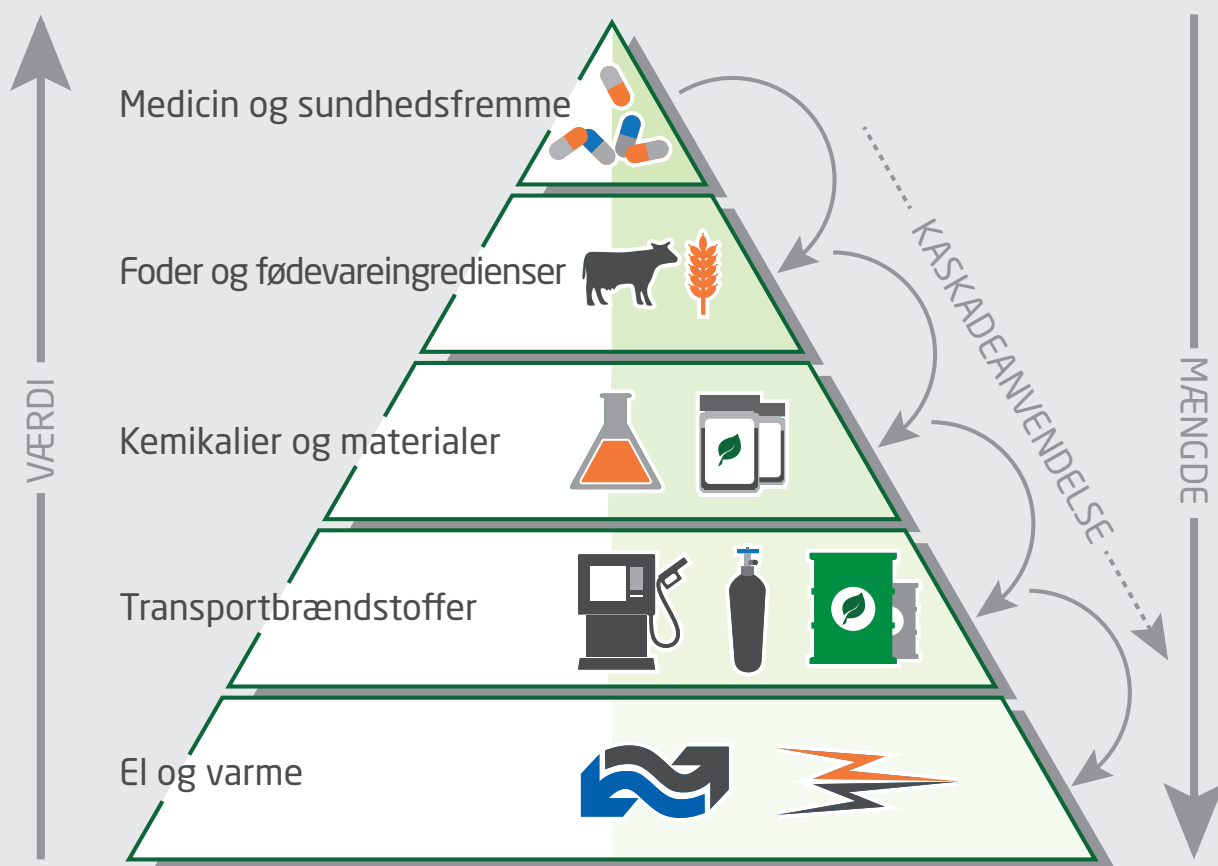 Medicin og sundhedsfremme
Foder og fødevareingredienser
Kemikalier og materialer
Transportbrændstoffer
El og varme
VÆRDI
KASKADEANVENDELSE
MÆNGDE